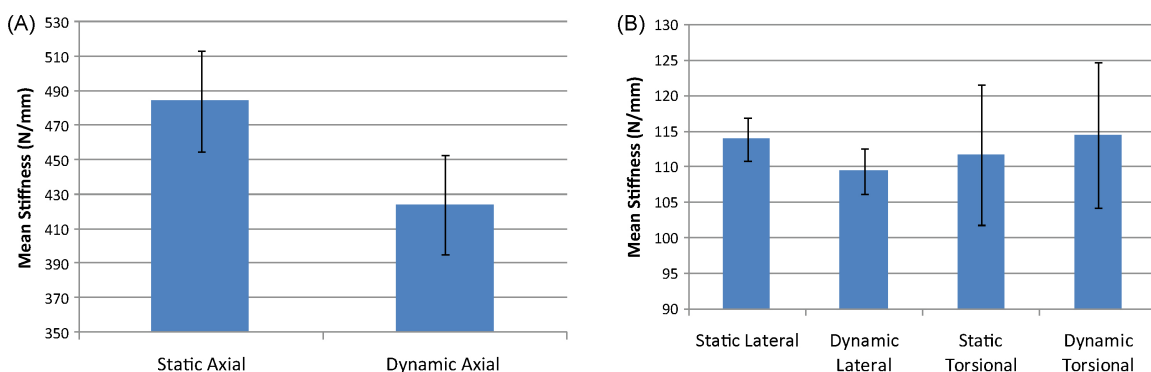 (A)
Mean Stiffness (N/mm)
530
510
490
470
450
430
410
390
370
350
Static Axial
Dynamic Axial
(B)
Mean Stiffness (N/mm)
130
125
120
115
110
105
100
95
90
Static Lateral
Dynamic
Lateral
Static
Torsional
Dynamic
Torsional